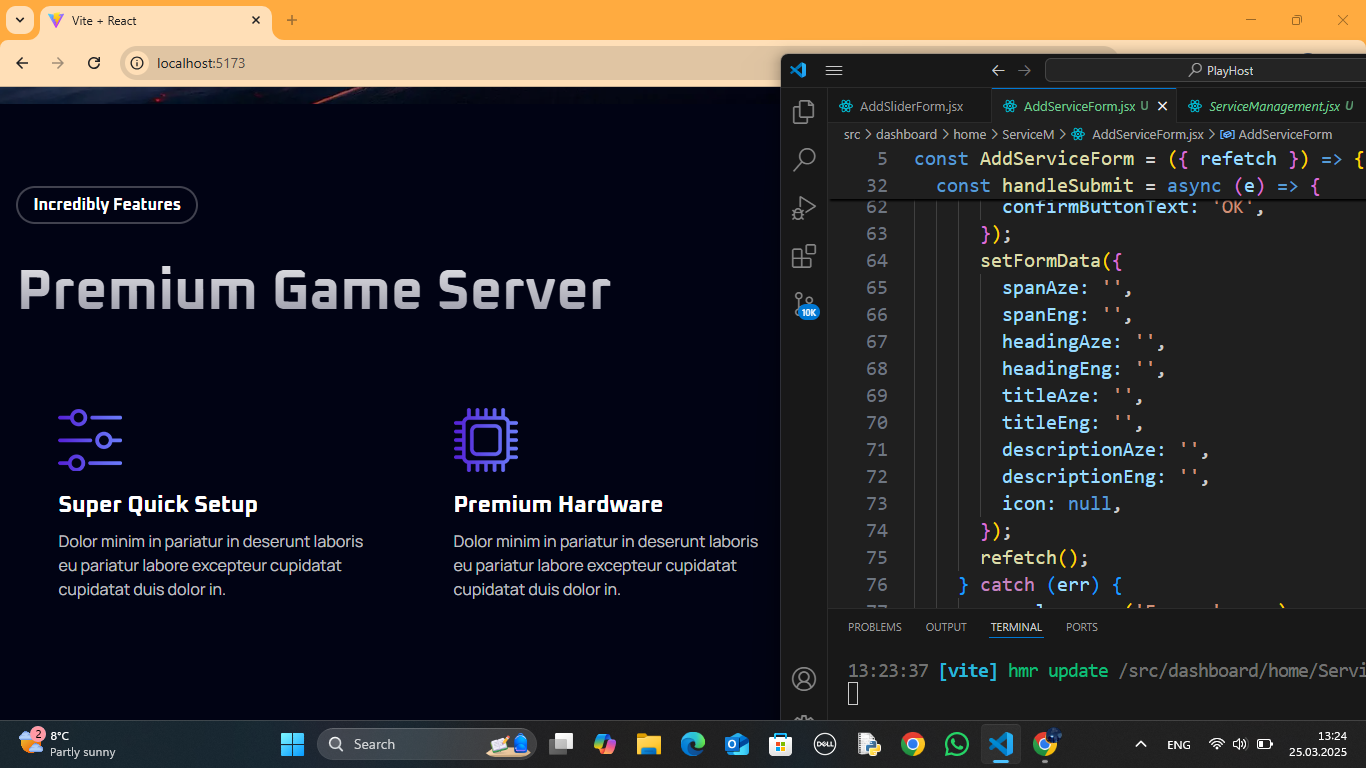 Vite + React
localhost:5173
Incredibly Features
Premium Game Server
Super Quick Setup
Dolor minim in pariatur in deserunt laboris
eu pariatur labore excepteur cupidatat
cupidatat duis dolor in.
Premium Hardware
Dolor minim in pariatur in deserunt laboris
eu pariatur labore excepteur cupidatat
cupidatat duis dolor in.
PlayHost
AddSliderForm.jsx
AddServiceForm.jsx U
ServiceManagement.jsx U
src > dashboard > home > ServiceM > AddServiceForm.jsx > AddServiceForm
5 const AddServiceForm = ({ refetch }) => {
32 const handleSubmit = async (e) => {
62 confirmButtonText: 'OK',
63 });
64 setFormData({
65 spanAze: '',
66 spanEng: '',
67 headingAze: '',
68 headingEng: '',
69 titleAze: '',
70 titleEng: '',
71 descriptionAze: '',
72 descriptionEng: '',
73 icon: null,
74 });
75 refetch();
76 } catch (err) {
10K
PROBLEMS OUTPUT TERMINAL PORTS
13:23:37 [vite] hmr update /src/dashboard/home/Servi
2
8°C
Partly sunny
Search
DELL
ENG
13:24
25.03.2025